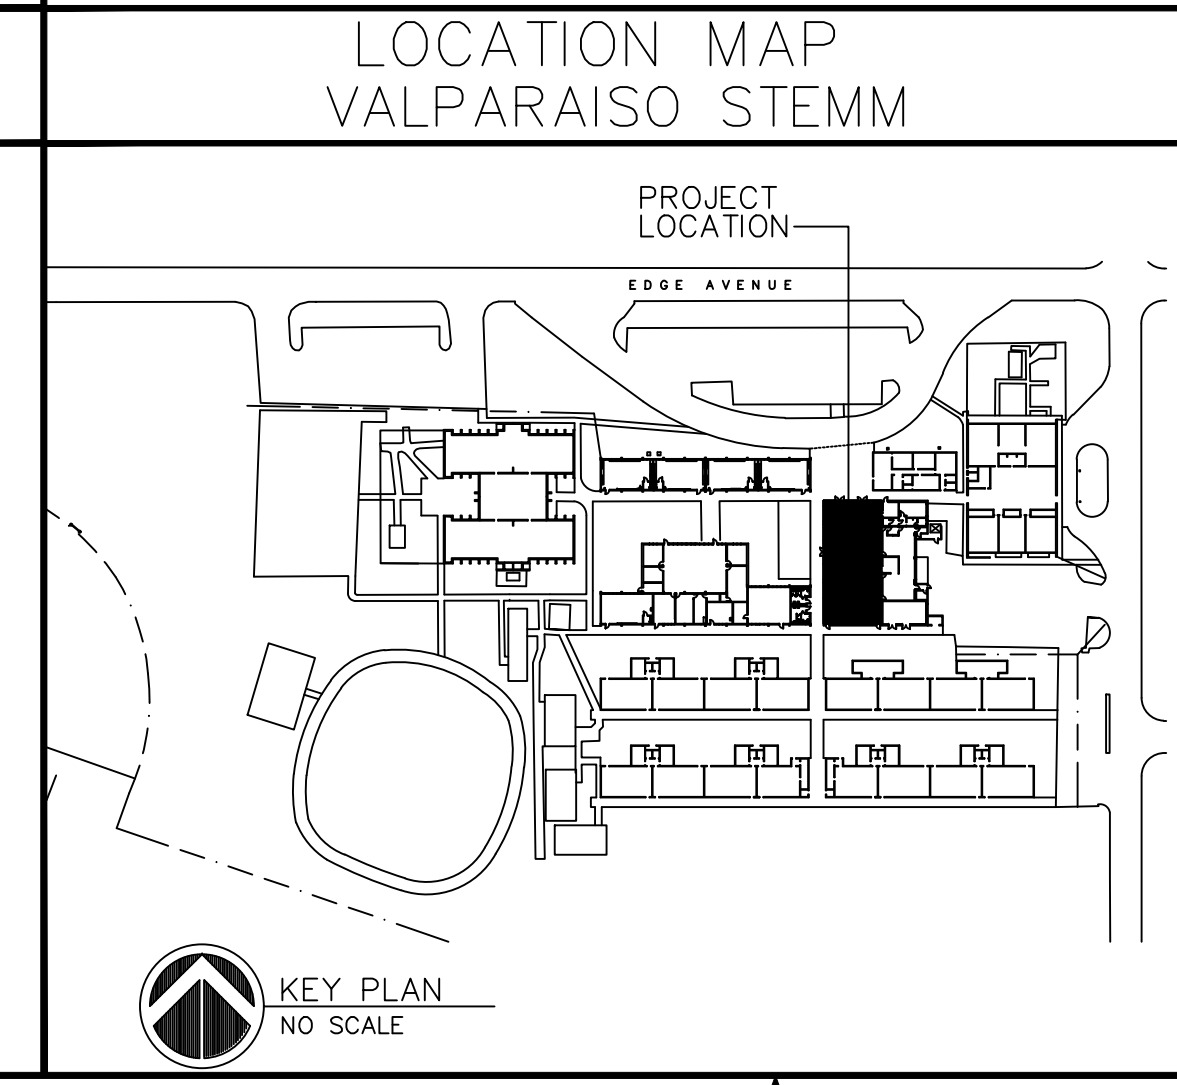 LOCATION MAP
VALPARAISO STEMM
PROJECT
LOCATION
EDGE AVENUE
KEY PLAN
NO SCALE